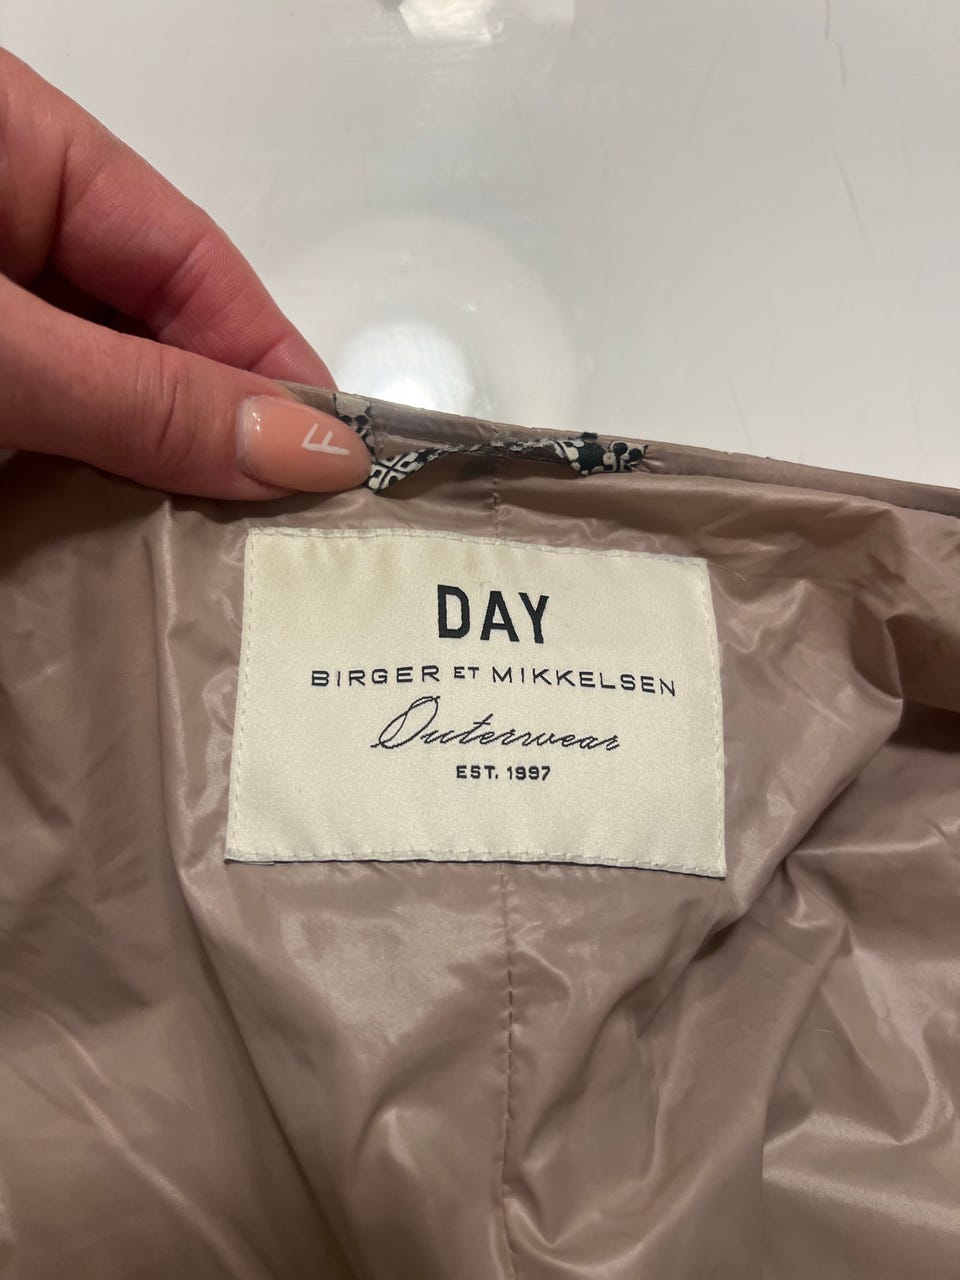 F
DAY
BIRGER ET MIKKELSEN
Outerwear
EST. 1997